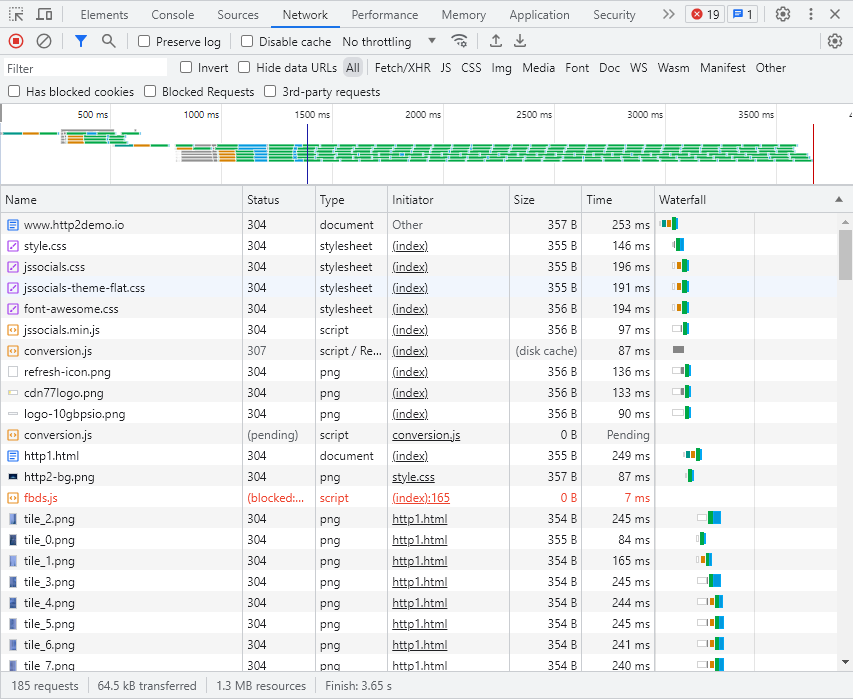 Elements Console Sources Network Performance Memory Application Security 19 1
Preserve log Disable cache No throttling
Filter Invert Hide data URLs All Fetch/XHR JS CSS Img Media Font Doc WS Wasm Manifest Other
Has blocked cookies Blocked Requests 3rd-party requests
500 ms 1000 ms 1500 ms 2000 ms 2500 ms 3000 ms 3500 ms
Name Status Type Initiator Size Time Waterfall
www.http2demo.io 304 document Other 357 B 253 ms
style.css 304 stylesheet (index) 355 B 146 ms
jssocials.css 304 stylesheet (index) 355 B 196 ms
jssocials-theme-flat.css 304 stylesheet (index) 355 B 191 ms
font-awesome.css 304 stylesheet (index) 356 B 194 ms
jssocials.min.js 304 script (index) 356 B 97 ms
conversion.js 307 script / Re... (index) (disk cache) 87 ms
refresh-icon.png 304 png (index) 356 B 136 ms
cdn77logo.png 304 png (index) 356 B 133 ms
logo-10gbpsio.png 304 png (index) 356 B 90 ms
conversion.js (pending) script conversion.js 0 B Pending
http1.html 304 document (index) 355 B 249 ms
http2-bg.png 304 png style.css 357 B 87 ms
fbds.js (blocked:... script (index):165 0 B 7 ms
tile_2.png 304 png http1.html 354 B 245 ms
tile_0.png 304 png http1.html 355 B 84 ms
tile_1.png 304 png http1.html 354 B 165 ms
tile_3.png 304 png http1.html 354 B 245 ms
tile_4.png 304 png http1.html 354 B 244 ms
tile_5.png 304 png http1.html 354 B 245 ms
tile_6.png 304 png http1.html 354 B 241 ms
tile_7.png 304 png http1.html 354 B 240 ms
185 requests 64.5 kB transferred 1.3 MB resources Finish: 3.65 s